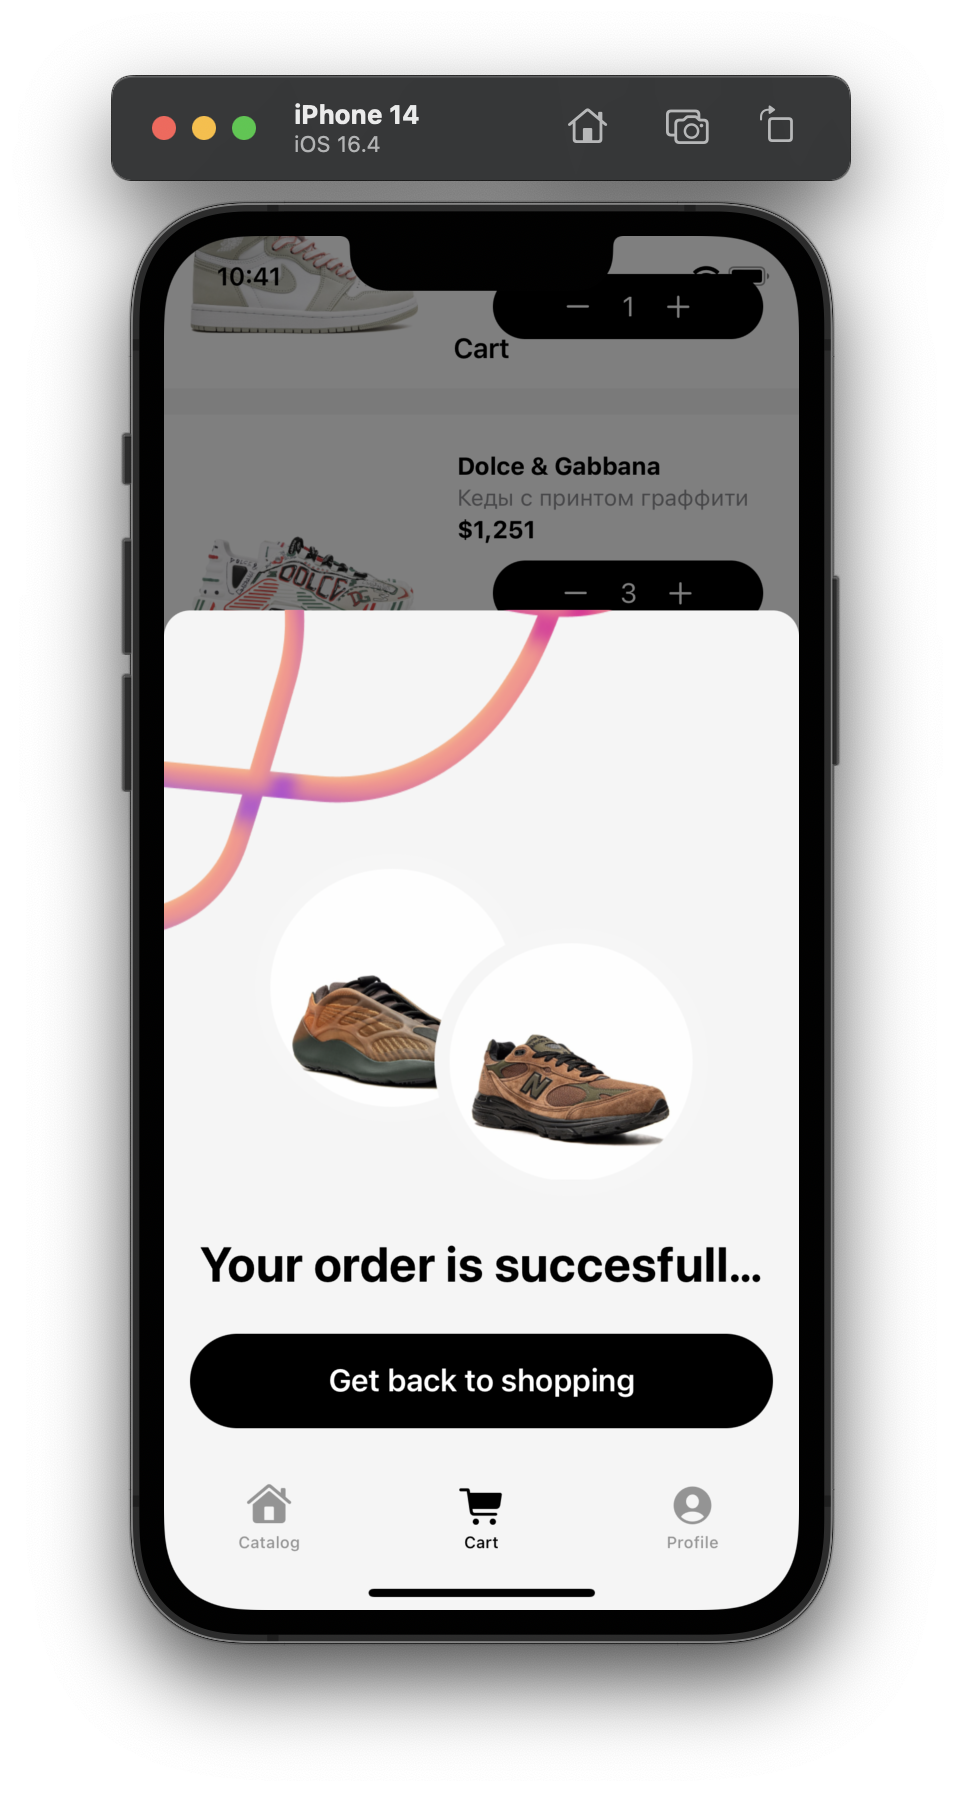 iPhone 14
iOS 16.4
10:41
1
Cart
Dolce & Gabbana
Кеды с принтом граффити
$1,251
DOLCE
3
N
Your order is succesfull...
Get back to shopping
Catalog
Cart
Profile